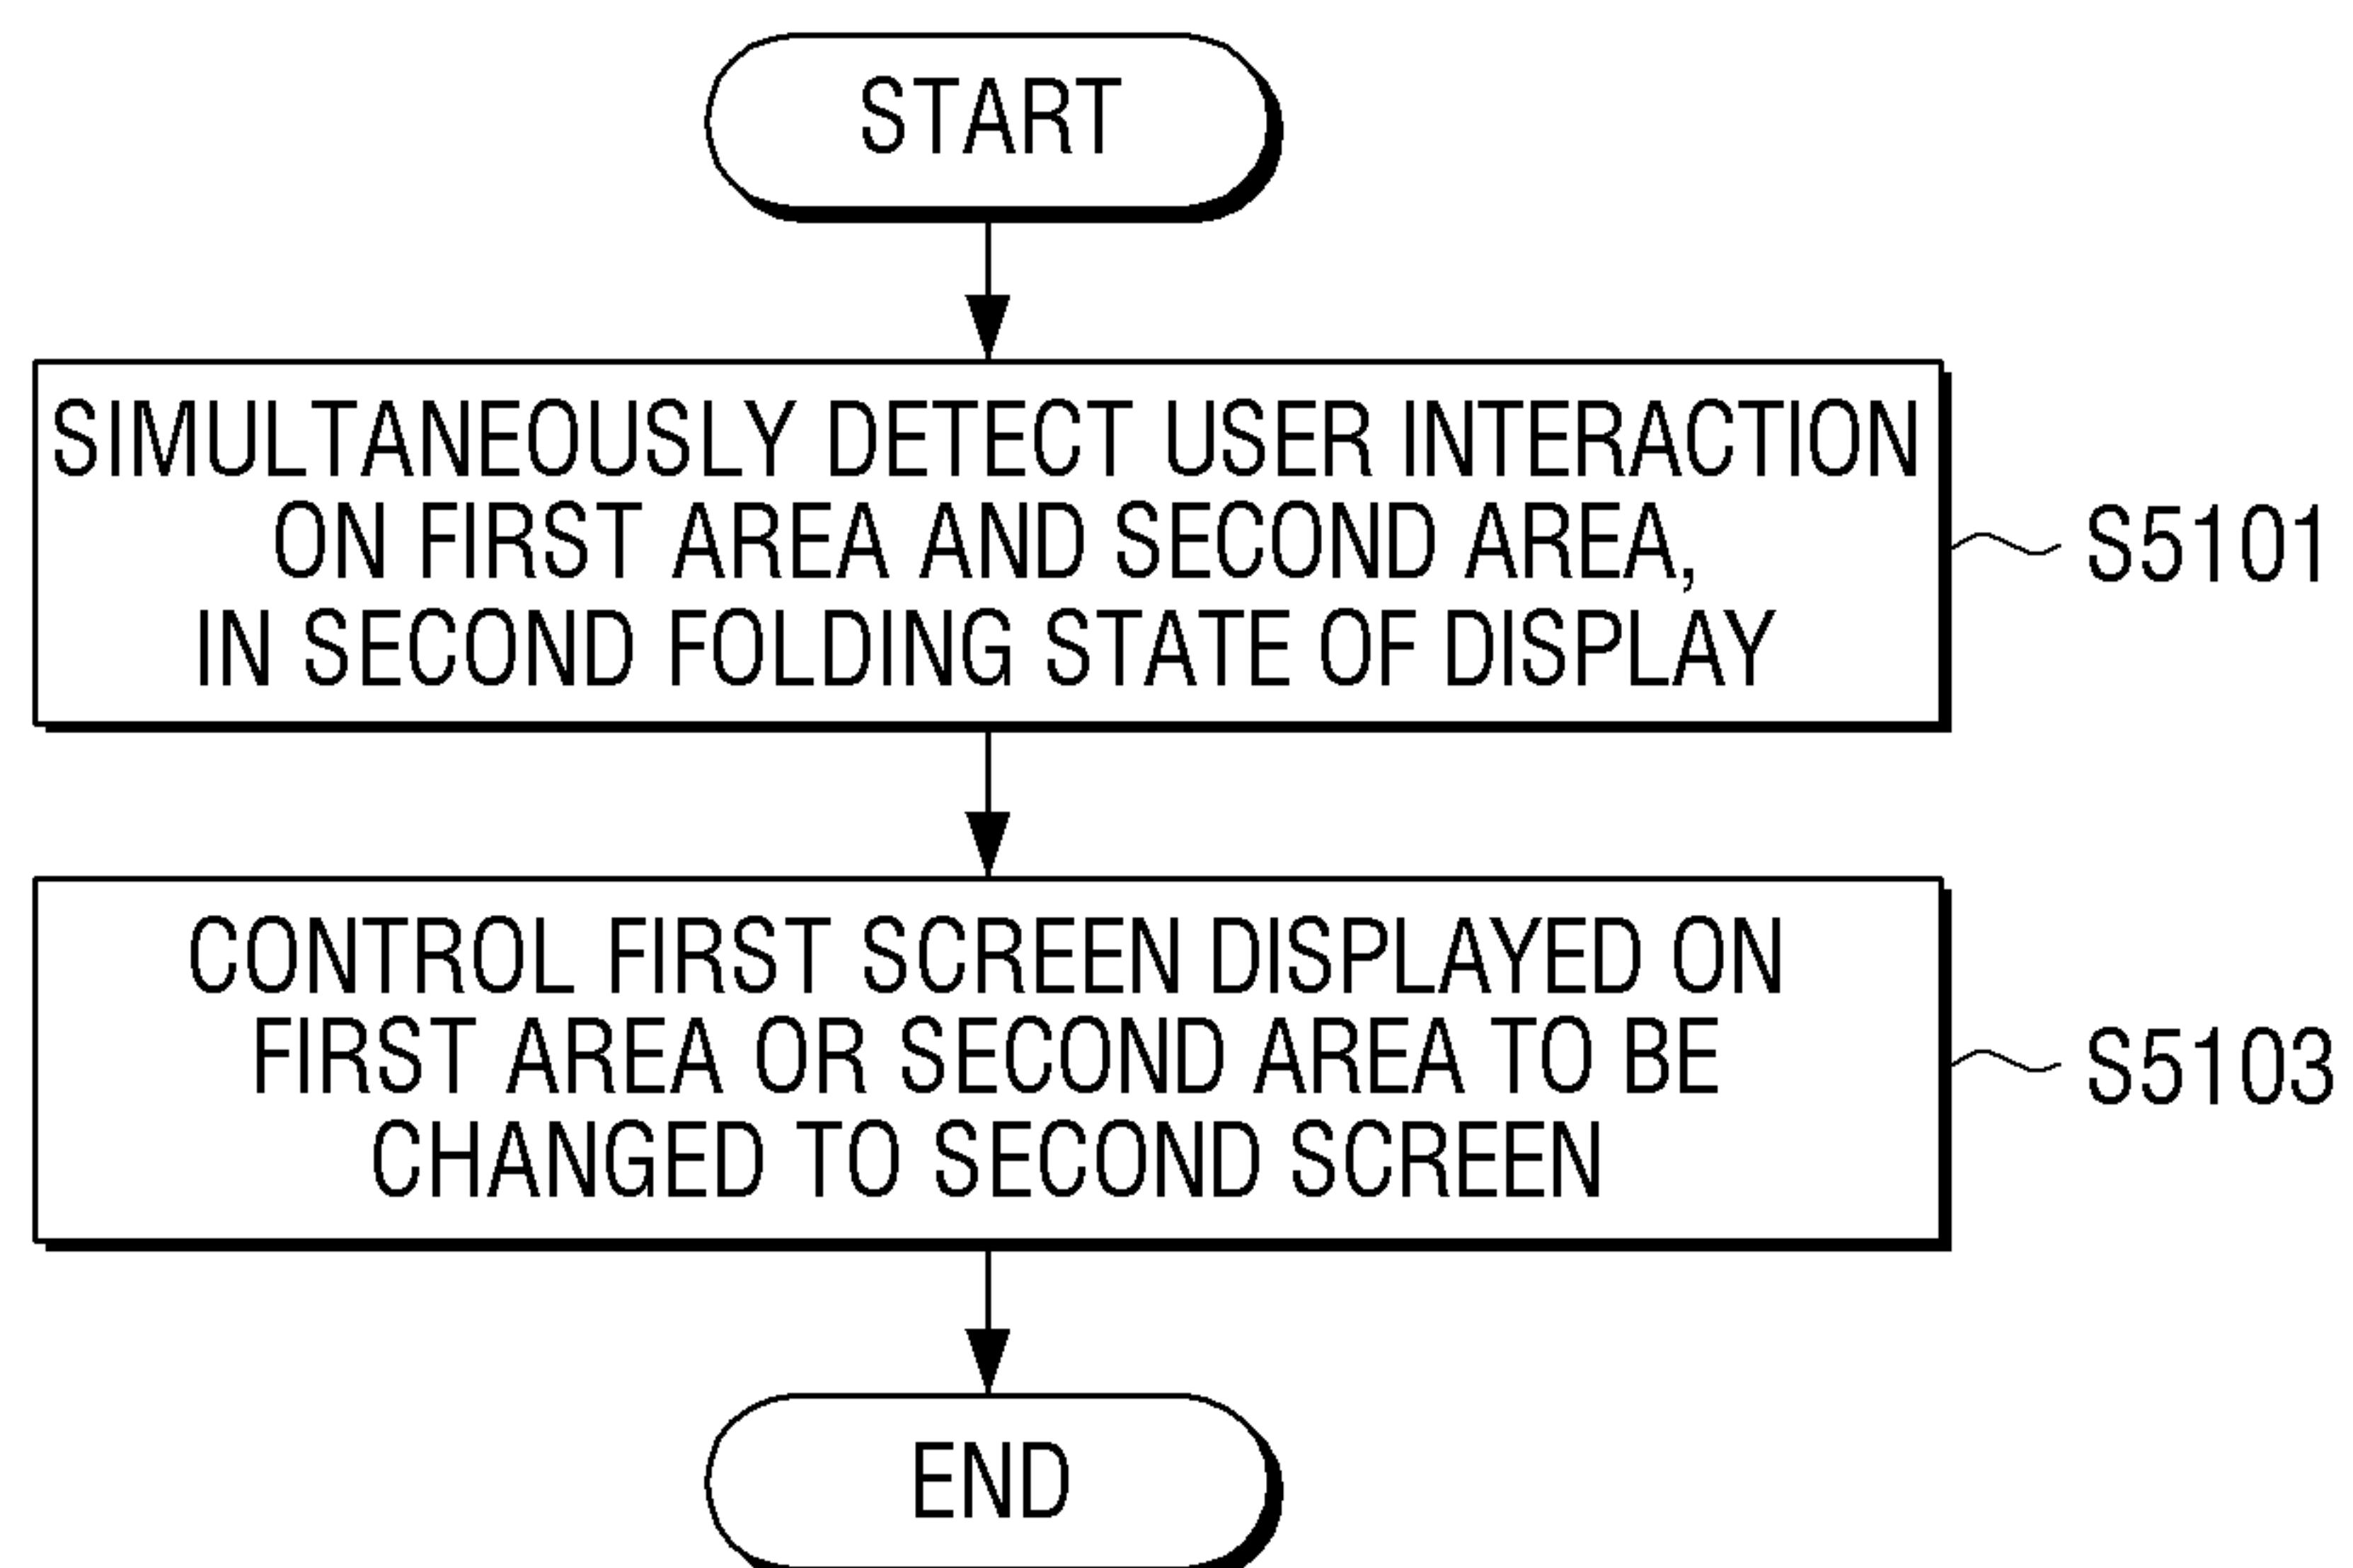 START
SIMULTANEOUSLY DETECT USER INTERACTION
ON FIRST AREA AND SECOND AREA,
IN SECOND FOLDING STATE OF DISPLAY
S5101
CONTROL FIRST SCREEN DISPLAYED ON
FIRST AREA OR SECOND AREA TO BE
CHANGED TO SECOND SCREEN
S5103
END